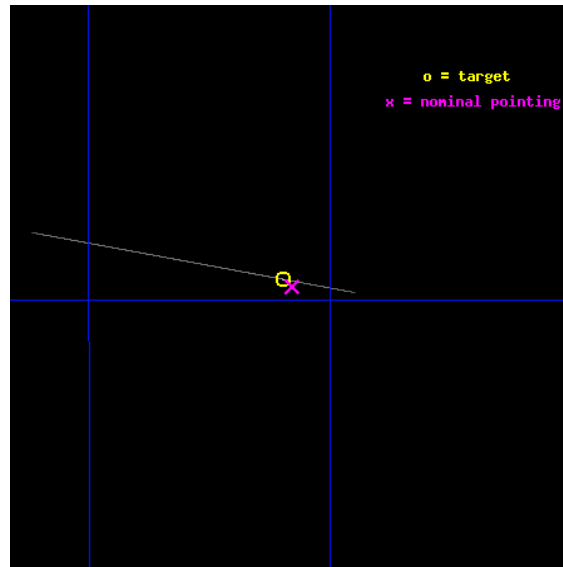 o = target
x = nominal pointing